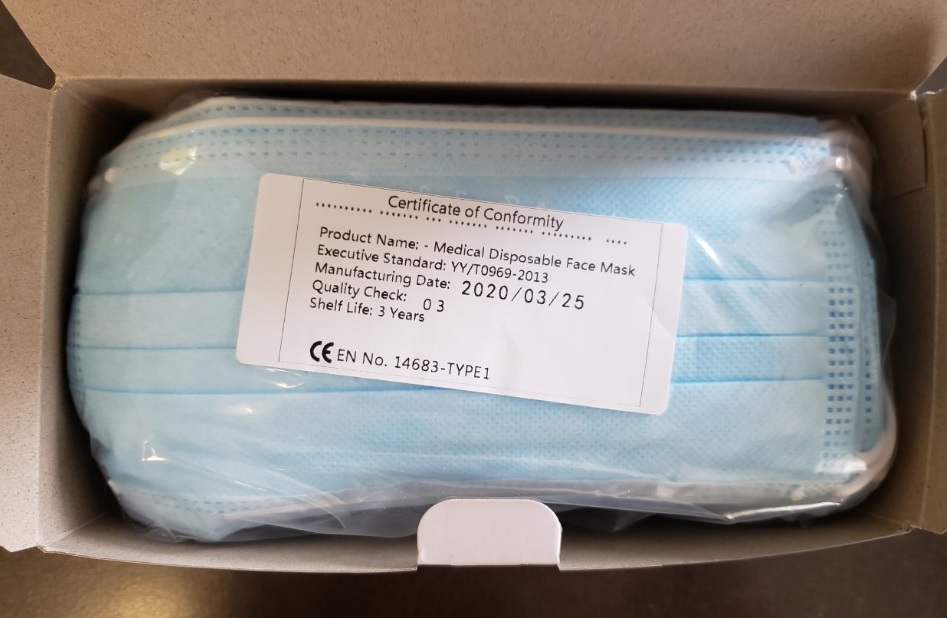 Certificate of Conformity
Product Name: - Medical Disposable Face Mask
Executive Standard: YY/T0969-2013
Manufacturing Date: 2020/03/25
Quality Check: 03
Shelf Life: 3 Years
CE EN No. 14683-TYPE1